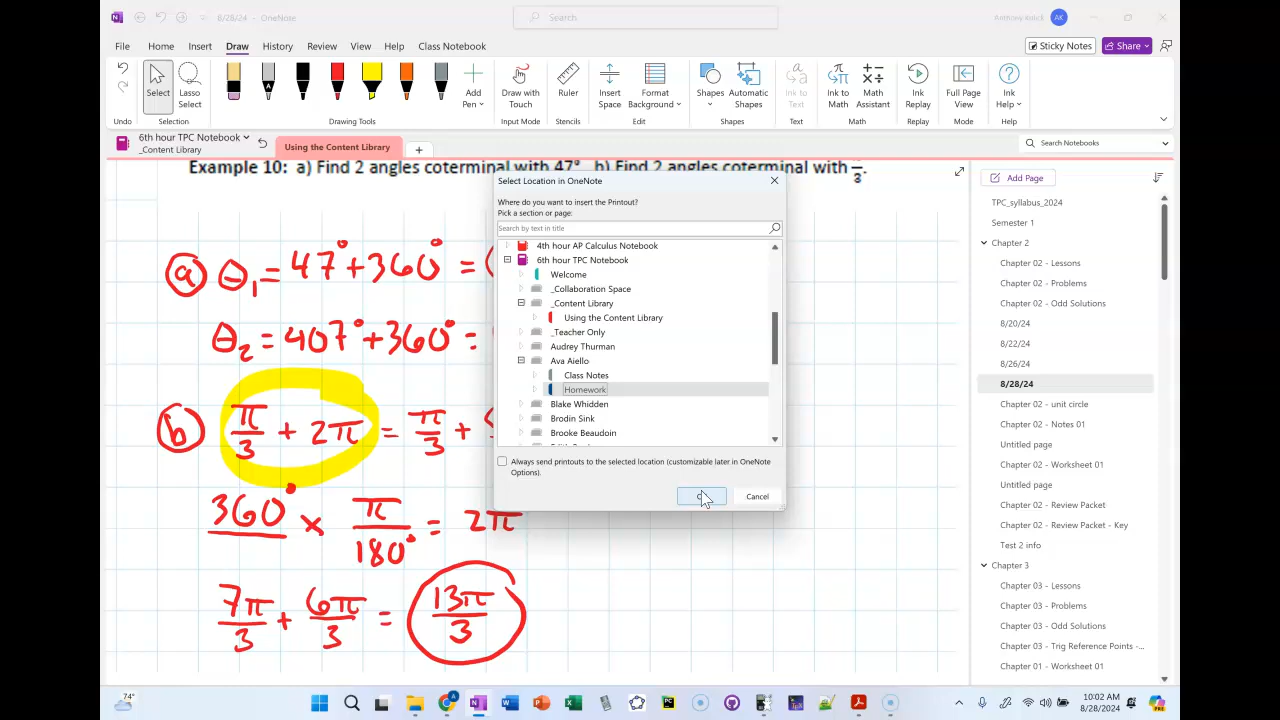 8/28/24 - OneNote
Search
Anthony Kulick AK
File Home Insert Draw History Review View Help Class Notebook
Sticky Notes Share
Select
Lasso Select
Add Pen
Draw with Touch
Ruler
Insert Space
Format Background
Shapes
Automatic Shapes
Ink to Text
Ink to Math
Math Assistant
Ink Replay
Full Page View
Ink Help
Undo Selection Drawing Tools Input Mode Stencils Edit Shapes Text Math Replay Mode Help
6th hour TPC Notebook
_Content Library
Using the Content Library
Search Notebooks
Example 10: a) Find 2 angles coterminal with 47° b) Find 2 angles coterminal with
3
a θ₁ = 47° + 360° =
θ₂ = 407° + 360° =
b π/3 + 2π = π/3 +
360° x π/180° = 2π
7π/3 + 6π/3 = 13π/3
Select Location in OneNote
Where do you want to insert the Printout?
Pick a section or page:
Search by text in title
4th hour AP Calculus Notebook
6th hour TPC Notebook
Welcome
_Collaboration Space
_Content Library
Using the Content Library
_Teacher Only
Audrey Thurman
Ava Aiello
Class Notes
Homework
Blake Whidden
Brodin Sink
Brooke Beaudoin
Always send printouts to the selected location (customizable later in OneNote
Options).
Cancel
Add Page
TPC_syllabus_2024
Semester 1
Chapter 2
Chapter 02 - Lessons
Chapter 02 - Problems
Chapter 02 - Odd Solutions
8/20/24
8/22/24
8/26/24
8/28/24
Chapter 02 - unit circle
Chapter 02 - Notes 01
Untitled page
Chapter 02 - Worksheet 01
Untitled page
Chapter 02 - Review Packet
Chapter 02 - Review Packet - Key
Test 2 info
Chapter 3
Chapter 03 - Lessons
Chapter 03 - Problems
Chapter 03 - Odd Solutions
Chapter 03 - Trig Reference Points -...
Chapter 01 - Worksheet 01
74°
10:02 AM
8/28/2024